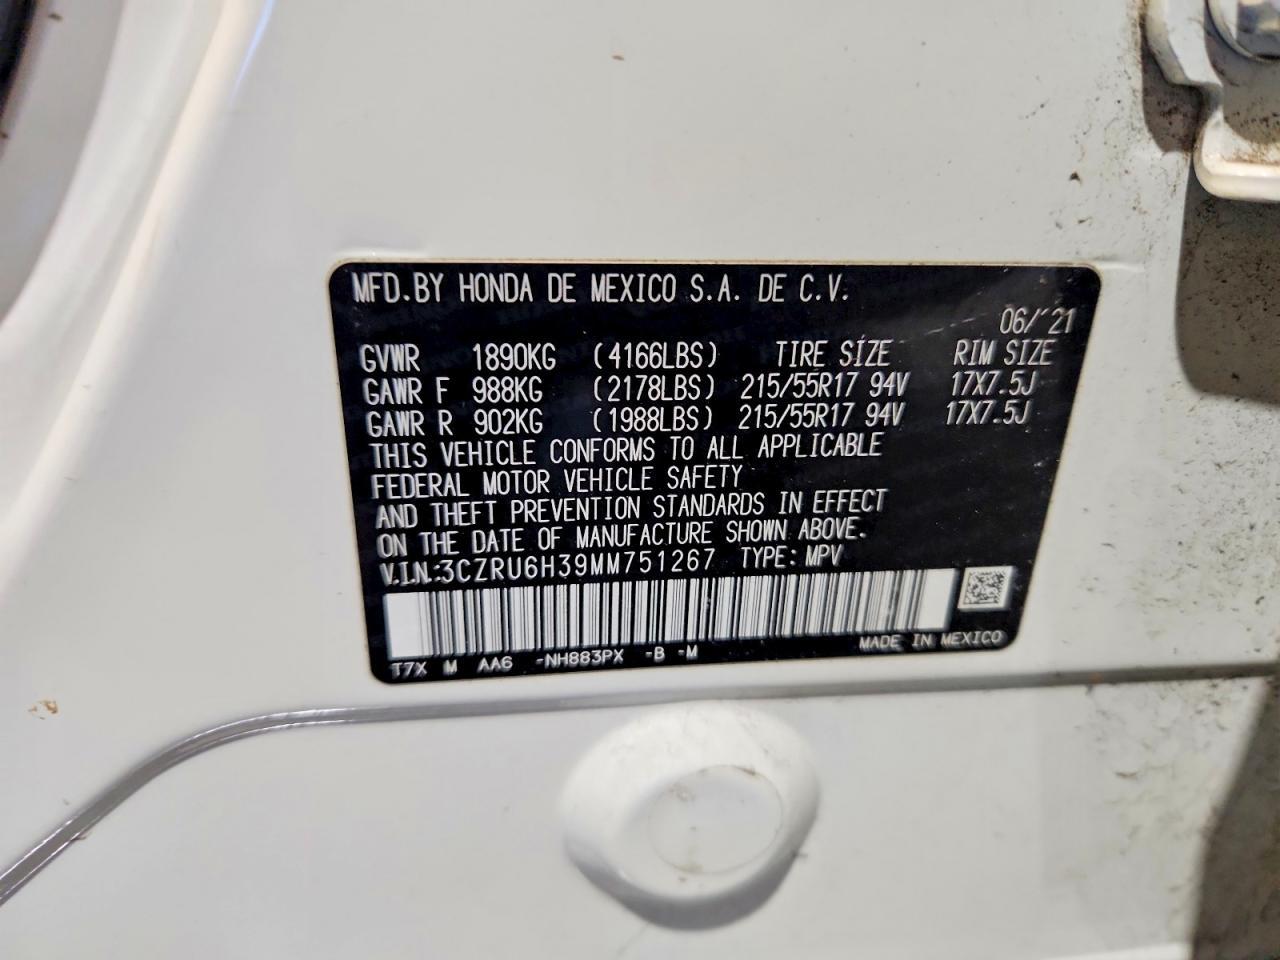 MFD.BY HONDA DE MEXICO S.A. DE C.V.
06/'21
GVWR 1890KG (4166LBS) TIRE SIZE RIM SIZE
GAWR F 988KG (2178LBS) 215/55R17 94V 17X7.5J
GAWR R 902KG (1988LBS) 215/55R17 94V 17X7.5J
THIS VEHICLE CONFORMS TO ALL APPLICABLE
FEDERAL MOTOR VEHICLE SAFETY
AND THEFT PREVENTION STANDARDS IN EFFECT
ON THE DATE OF MANUFACTURE SHOWN ABOVE.
V.I.N.:3CZRU6H39MM751267 TYPE: MPV
MADE IN MEXICO
T7X M AA6 -NH883PX -B -M